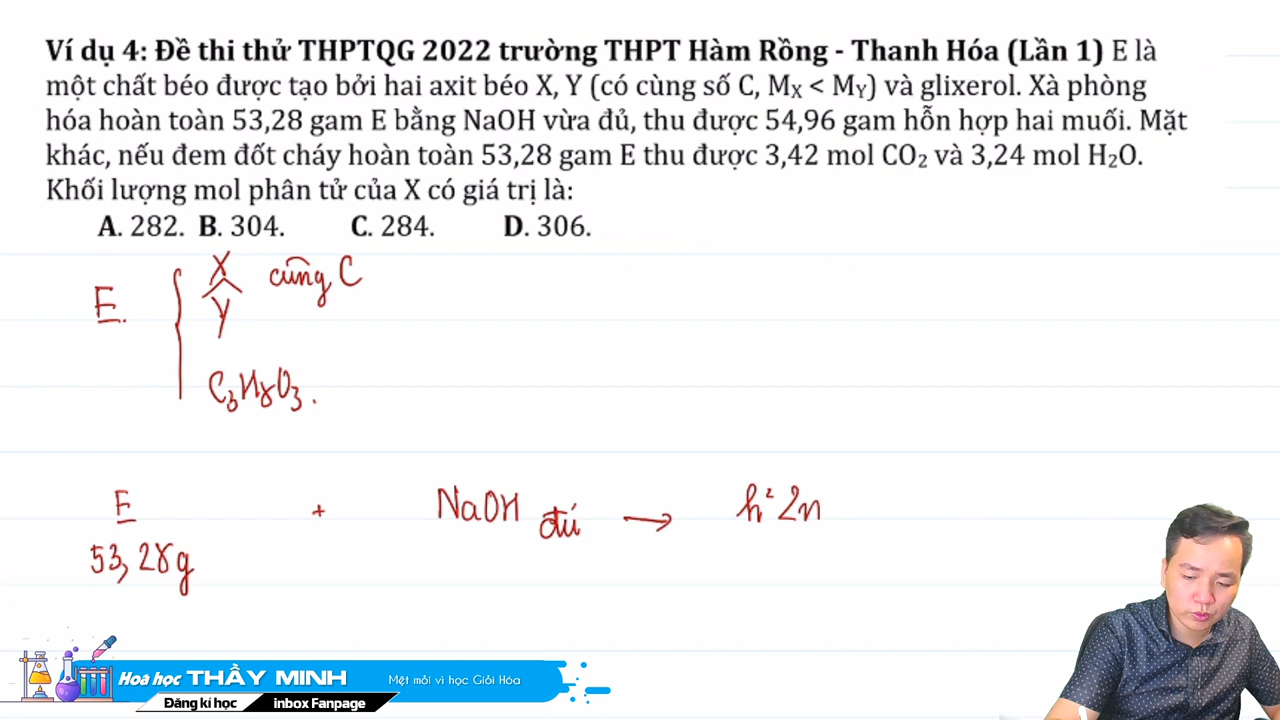 Ví dụ 4: Đề thi thử THPTQG 2022 trường THPT Hàm Rồng - Thanh Hóa (Lần 1) E là
một chất béo được tạo bởi hai axit béo X, Y (có cùng số C, Mₓ < Mᵧ) và glixerol. Xà phòng
hóa hoàn toàn 53,28 gam E bằng NaOH vừa đủ, thu được 54,96 gam hỗn hợp hai muối. Mặt
khác, nếu đem đốt cháy hoàn toàn 53,28 gam E thu được 3,42 mol CO₂ và 3,24 mol H₂O.
Khối lượng mol phân tử của X có giá trị là:
A. 282. B. 304. C. 284. D. 306.
X cùng C
E.
Y
C₃H₈O₃.
E + NaOH đủ → h² 2m
53,28g
Hoá học THẦY MINH Mệt mỏi vì học Giỏi Hóa
Đăng kí học inbox Fanpage